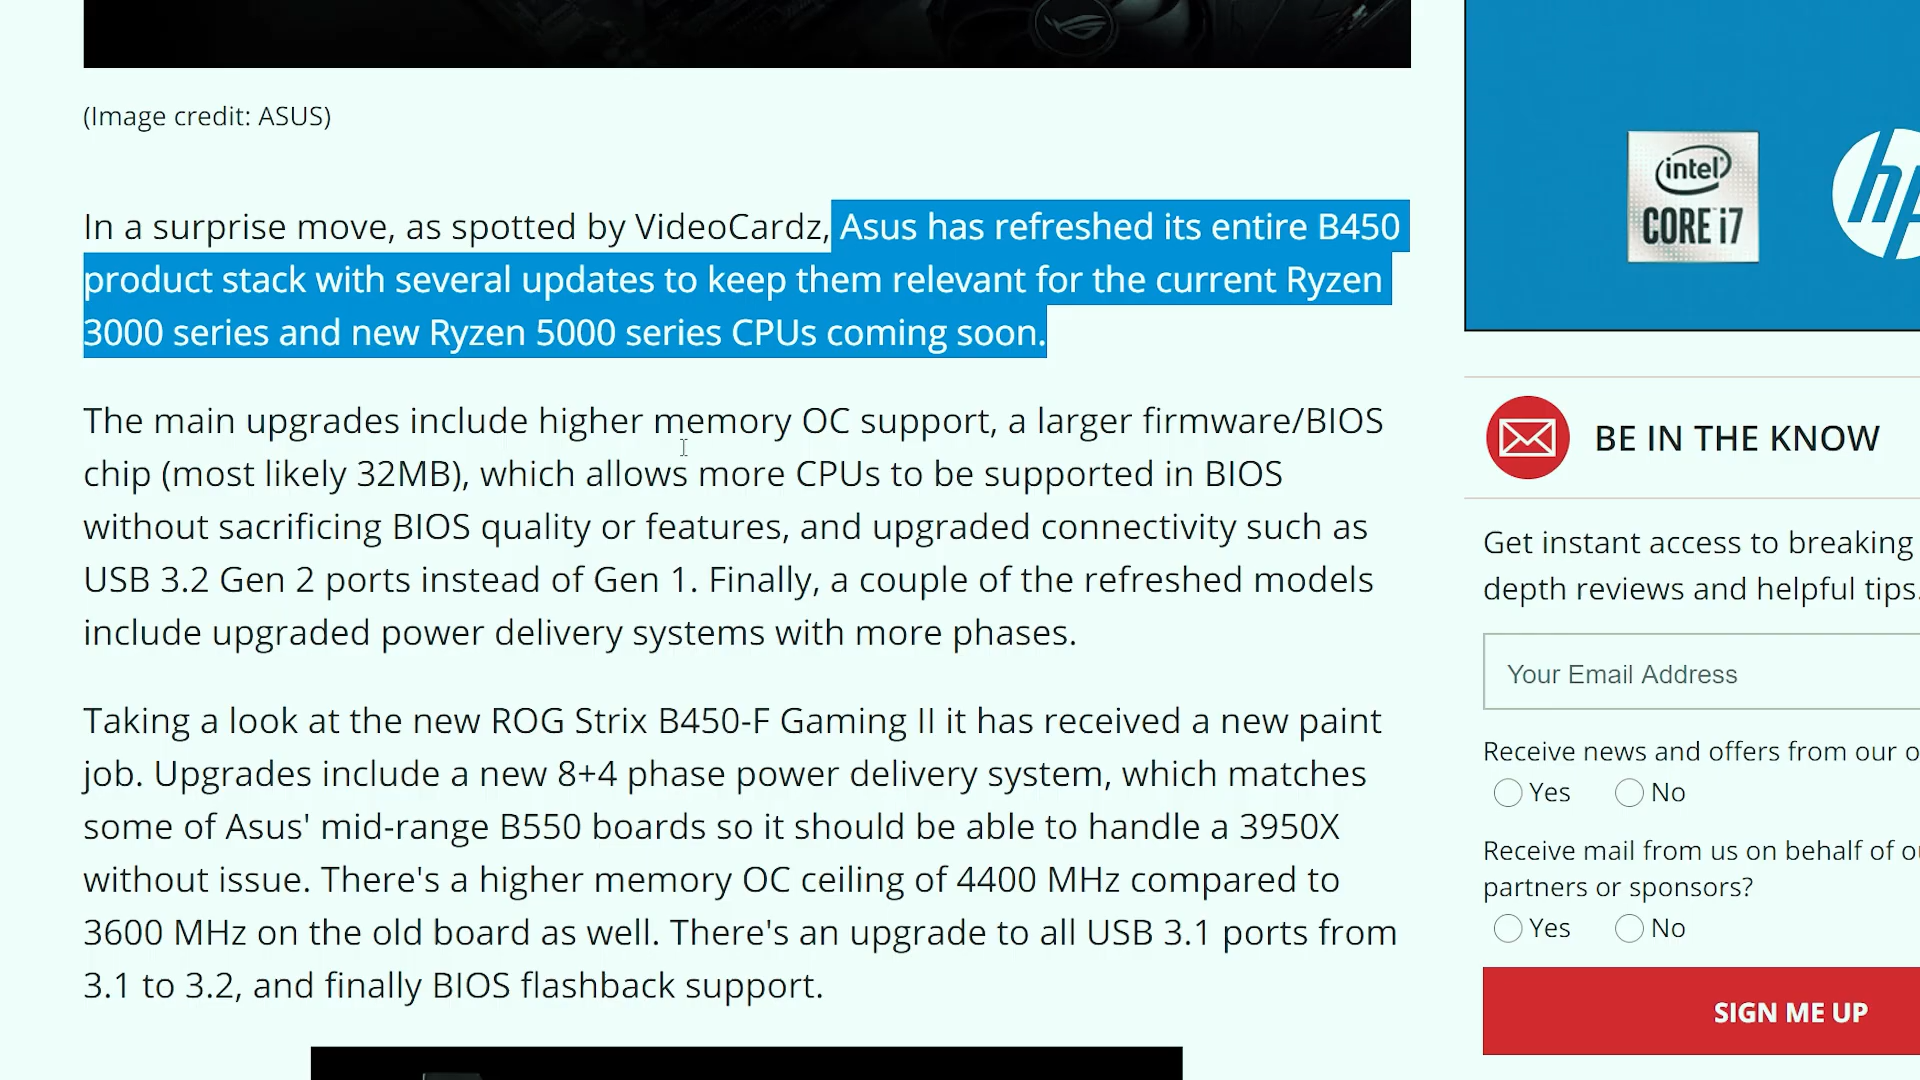 (Image credit: ASUS)
In a surprise move, as spotted by VideoCardz, Asus has refreshed its entire B450
product stack with several updates to keep them relevant for the current Ryzen
3000 series and new Ryzen 5000 series CPUs coming soon.
The main upgrades include higher memory OC support, a larger firmware/BIOS
chip (most likely 32MB), which allows more CPUs to be supported in BIOS
without sacrificing BIOS quality or features, and upgraded connectivity such as
USB 3.2 Gen 2 ports instead of Gen 1. Finally, a couple of the refreshed models
include upgraded power delivery systems with more phases.
Taking a look at the new ROG Strix B450-F Gaming II it has received a new paint
job. Upgrades include a new 8+4 phase power delivery system, which matches
some of Asus' mid-range B550 boards so it should be able to handle a 3950X
without issue. There's a higher memory OC ceiling of 4400 MHz compared to
3600 MHz on the old board as well. There's an upgrade to all USB 3.1 ports from
3.1 to 3.2, and finally BIOS flashback support.
intel
CORE i7
hp
BE IN THE KNOW
Get instant access to breaking
depth reviews and helpful tips.
Your Email Address
Receive news and offers from our
Yes No
Receive mail from us on behalf of
partners or sponsors?
Yes No
SIGN ME UP